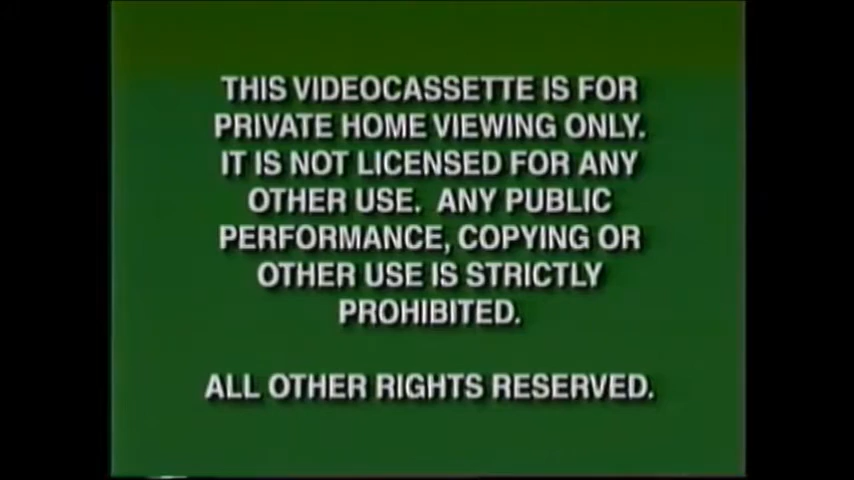 THIS VIDEOCASSETTE IS FOR
PRIVATE HOME VIEWING ONLY.
IT IS NOT LICENSED FOR ANY
OTHER USE.  ANY PUBLIC
PERFORMANCE, COPYING OR
OTHER USE IS STRICTLY
PROHIBITED.
ALL OTHER RIGHTS RESERVED.